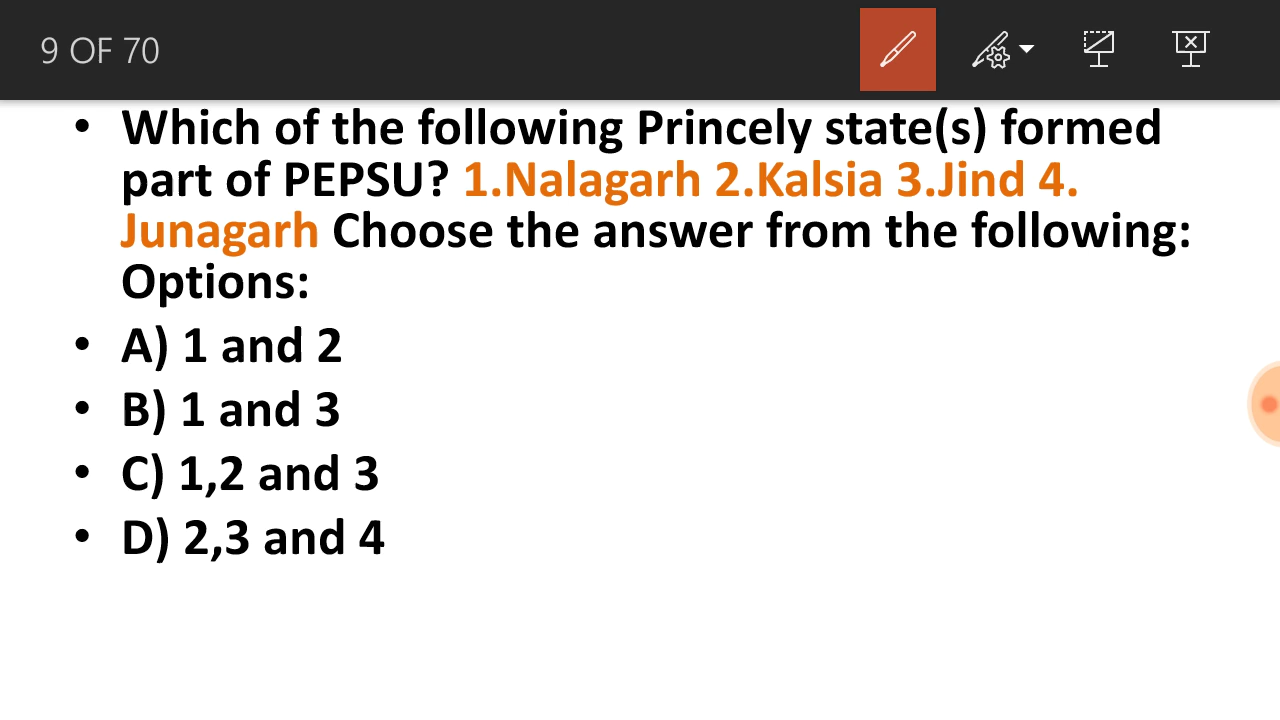 9 OF 70
• Which of the following Princely state(s) formed
part of PEPSU? 1.Nalagarh 2.Kalsia 3.Jind 4.
Junagarh Choose the answer from the following:
Options:
• A) 1 and 2
• B) 1 and 3
• C) 1,2 and 3
• D) 2,3 and 4